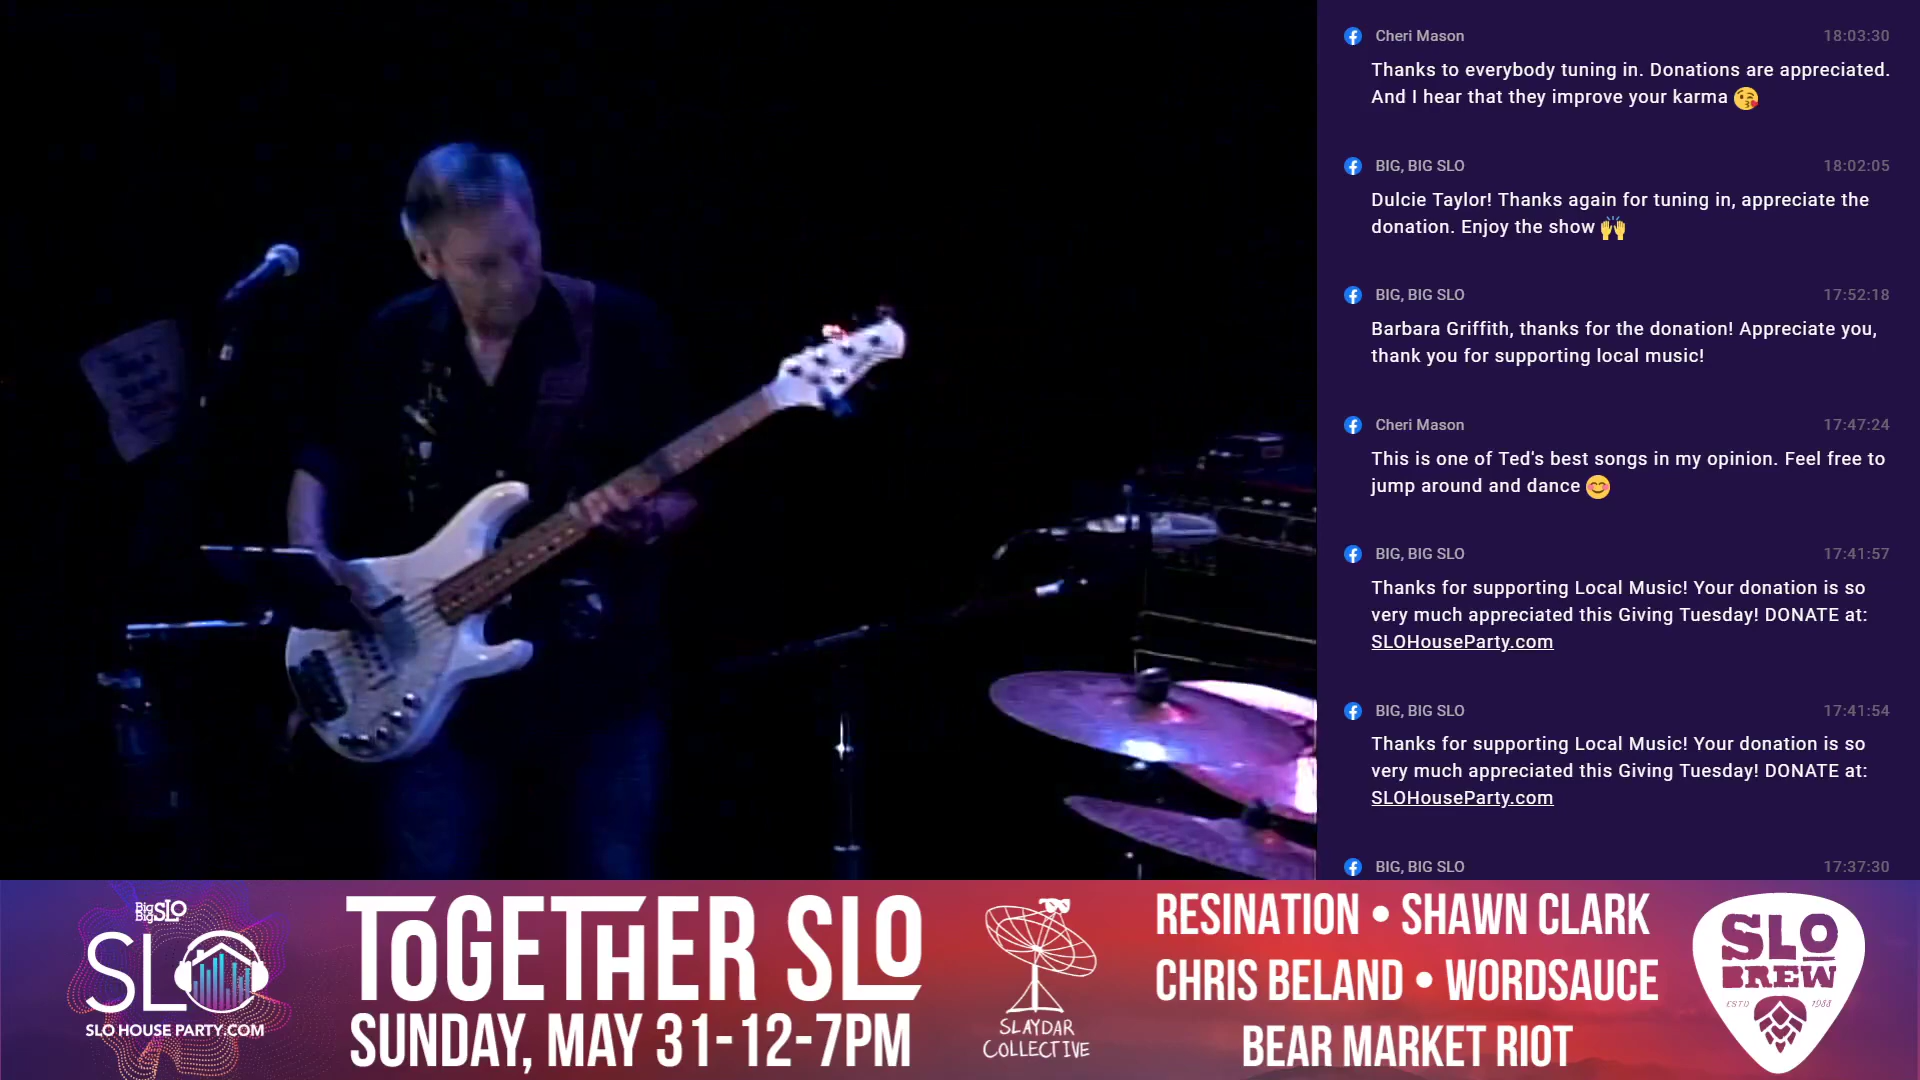 Cheri Mason 18:03:30
Thanks to everybody tuning in. Donations are appreciated.
And I hear that they improve your karma 😘
BIG, BIG SLO 18:02:05
Dulcie Taylor! Thanks again for tuning in, appreciate the
donation. Enjoy the show 🙌
BIG, BIG SLO 17:52:18
Barbara Griffith, thanks for the donation! Appreciate you,
thank you for supporting local music!
Cheri Mason 17:47:24
This is one of Ted's best songs in my opinion. Feel free to
jump around and dance 😊
BIG, BIG SLO 17:41:57
Thanks for supporting Local Music! Your donation is so
very much appreciated this Giving Tuesday! DONATE at:
SLOHouseParty.com
BIG, BIG SLO 17:41:54
Thanks for supporting Local Music! Your donation is so
very much appreciated this Giving Tuesday! DONATE at:
SLOHouseParty.com
BIG, BIG SLO 17:37:30
Big Big SLO
SLO
SLO HOUSE PARTY.COM
TOGETHER SLO
SUNDAY, MAY 31-12-7PM
SLAYDAR
COLLECTIVE
RESINATION • SHAWN CLARK
CHRIS BELAND • WORDSAUCE
BEAR MARKET RIOT
SLO
BREW
ESTD 1988